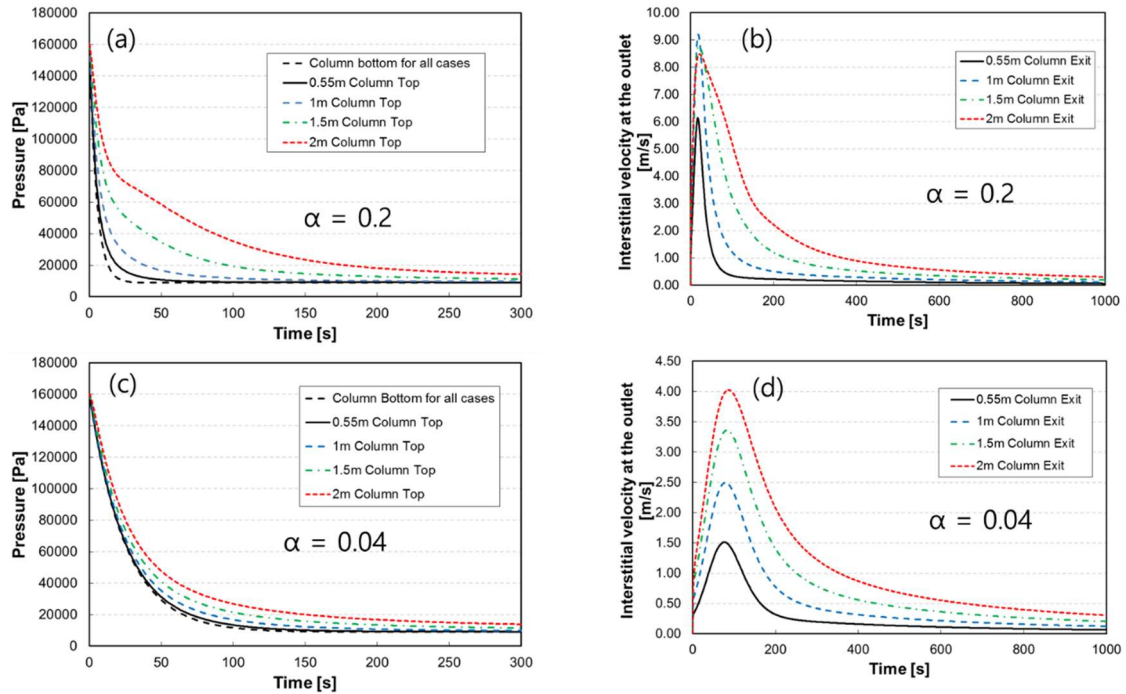 (a)
Pressure [Pa]
180000
160000
140000
120000
100000
80000
60000
40000
20000
0
Column bottom for all cases
0.55m Column Top
1m Column Top
1.5m Column Top
2m Column Top
α = 0.2
0 50 100 150 200 250 300
Time [s]
(b)
Interstitial velocity at the outlet
[m/s]
10.00
9.00
8.00
7.00
6.00
5.00
4.00
3.00
2.00
1.00
0.00
0.55m Column Exit
1m Column Exit
1.5m Column Exit
2m Column Exit
α = 0.2
0 200 400 600 800 1000
Time [s]
(c)
Pressure [Pa]
180000
160000
140000
120000
100000
80000
60000
40000
20000
0
Column Bottom for all cases
0.55m Column Top
1m Column Top
1.5m Column Top
2m Column Top
α = 0.04
0 50 100 150 200 250 300
Time [s]
(d)
Interstitial velocity at the outlet
[m/s]
4.50
4.00
3.50
3.00
2.50
2.00
1.50
1.00
0.50
0.00
0.55m Column Exit
1m Column Exit
1.5m Column Exit
2m Column Exit
α = 0.04
0 200 400 600 800 1000
Time [s]